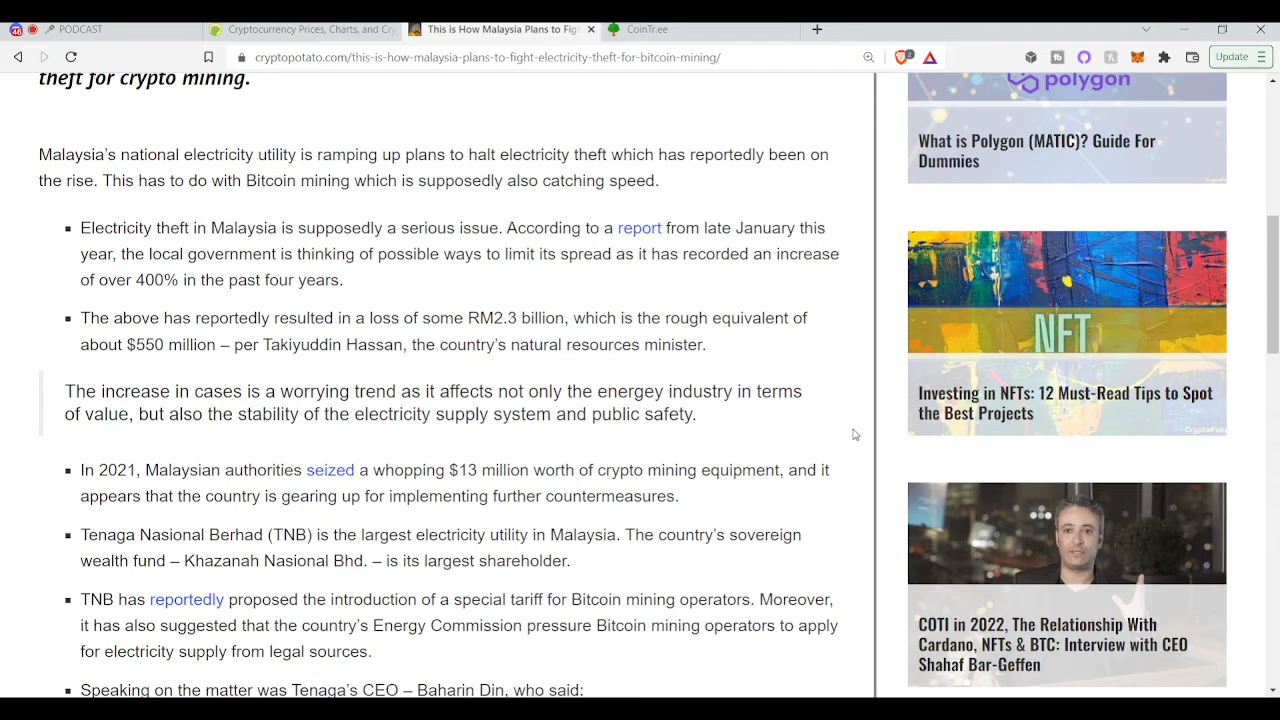 46
PODCAST
Cryptocurrency Prices, Charts, and Cry
This is How Malaysia Plans to Figh
CoinTr.ee
cryptopotato.com/this-is-how-malaysia-plans-to-fight-electricity-theft-for-bitcoin-mining/
2
Update
theft for crypto mining.
Malaysia's national electricity utility is ramping up plans to halt electricity theft which has reportedly been on
the rise. This has to do with Bitcoin mining which is supposedly also catching speed.
Electricity theft in Malaysia is supposedly a serious issue. According to a report from late January this
year, the local government is thinking of possible ways to limit its spread as it has recorded an increase
of over 400% in the past four years.
The above has reportedly resulted in a loss of some RM2.3 billion, which is the rough equivalent of
about $550 million – per Takiyuddin Hassan, the country's natural resources minister.
The increase in cases is a worrying trend as it affects not only the energey industry in terms
of value, but also the stability of the electricity supply system and public safety.
In 2021, Malaysian authorities seized a whopping $13 million worth of crypto mining equipment, and it
appears that the country is gearing up for implementing further countermeasures.
Tenaga Nasional Berhad (TNB) is the largest electricity utility in Malaysia. The country's sovereign
wealth fund – Khazanah Nasional Bhd. – is its largest shareholder.
TNB has reportedly proposed the introduction of a special tariff for Bitcoin mining operators. Moreover,
it has also suggested that the country's Energy Commission pressure Bitcoin mining operators to apply
for electricity supply from legal sources.
Speaking on the matter was Tenaga's CEO – Baharin Din, who said:
polygon
What is Polygon (MATIC)? Guide For
Dummies
NFT
Investing in NFTs: 12 Must-Read Tips to Spot
the Best Projects
COTI in 2022, The Relationship With
Cardano, NFTs & BTC: Interview with CEO
Shahaf Bar-Geffen